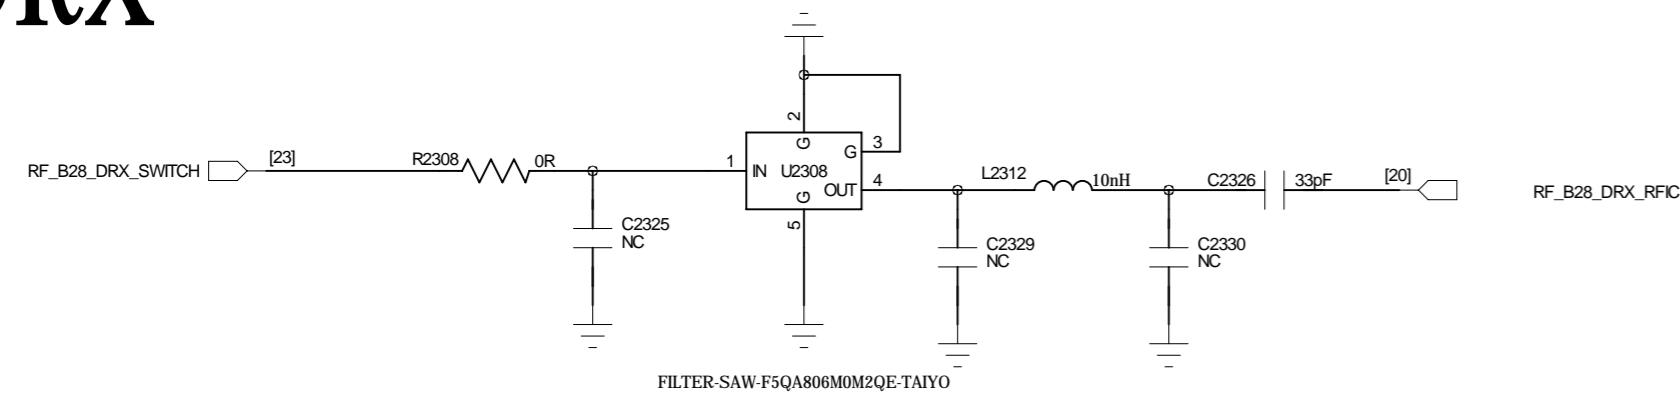 DRX
RF_B28_DRX_SWITCH
[23]
R2308
0R
C2325
NC
1
2
3
4
5
IN
U2308
OUT
G
G
G
L2312
10nH
C2329
NC
C2326
33pF
C2330
NC
[20]
RF_B28_DRX_RFIC
FILTER-SAW-F5QA806M0M2QE-TAIYO